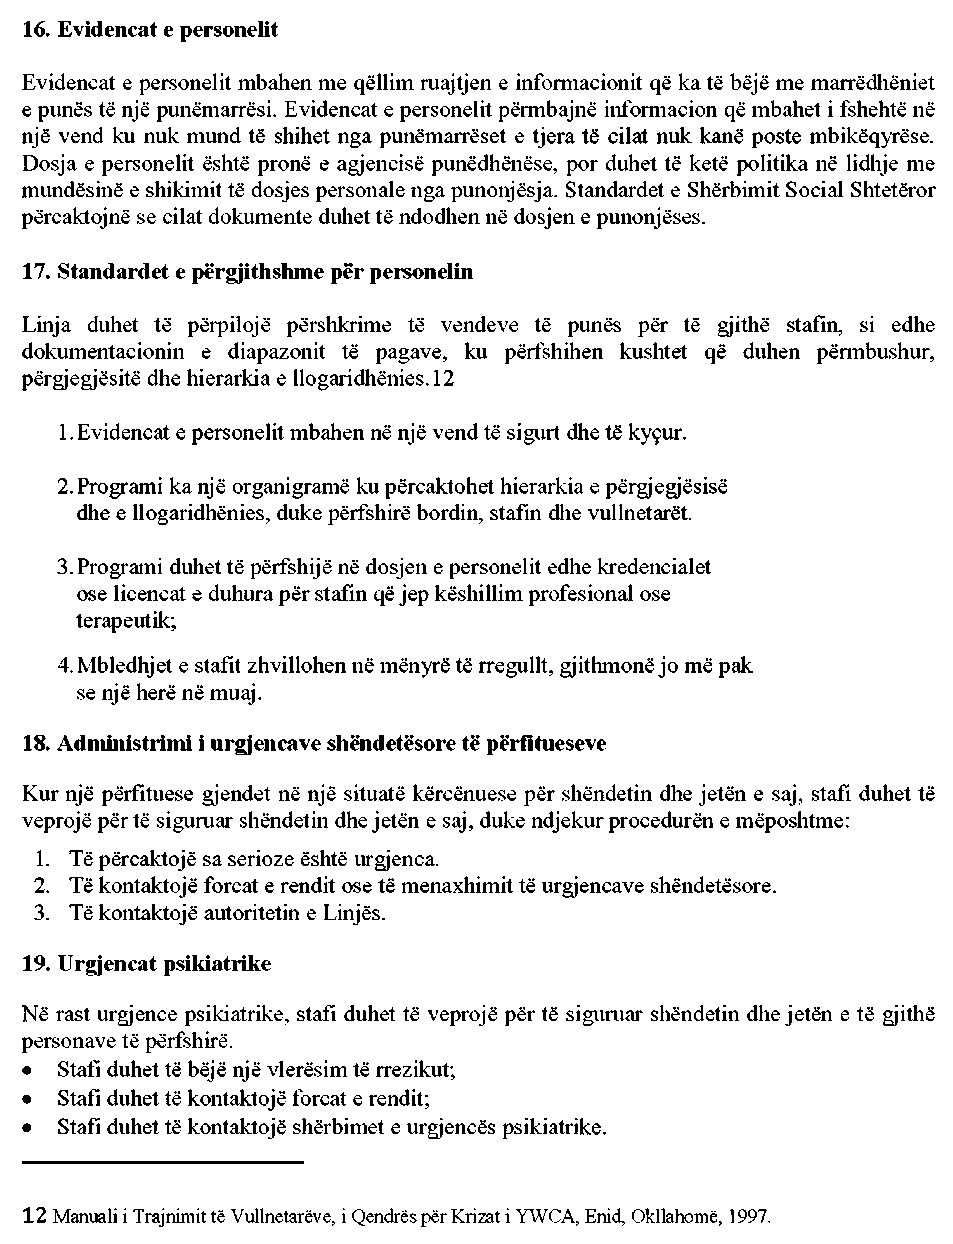 16. Evidencat e personelit
Evidencat e personelit mbahen me qëllim ruajtjen e informacionit që ka të bëjë me marrëdhëniet
e punës të një punëmarrësi. Evidencat e personelit përmbajnë informacion që mbahet i fshehtë në
një vend ku nuk mund të shihet nga punëmarrëset e tjera të cilat nuk kanë poste mbikëqyrëse.
Dosja e personelit është pronë e agjencisë punëdhënëse, por duhet të ketë politika në lidhje me
mundësinë e shikimit të dosjes personale nga punonjësja. Standardet e Shërbimit Social Shtetëror
përcaktojnë se cilat dokumente duhet të ndodhen në dosjen e punonjëses.
17. Standardet e përgjithshme për personelin
Linja duhet të përpilojë përshkrime të vendeve të punës për të gjithë stafin, si edhe
dokumentacionin e diapazonit të pagave, ku përfshihen kushtet që duhen përmbushur,
përgjegjësitë dhe hierarkia e llogaridhënies.12
1. Evidencat e personelit mbahen në një vend të sigurt dhe të kyçur.
2. Programi ka një organigramë ku përcaktohet hierarkia e përgjegjësisë
dhe e llogaridhënies, duke përfshirë bordin, stafin dhe vullnetarët.
3. Programi duhet të përfshijë në dosjen e personelit edhe kredencialet
ose licencat e duhura për stafin që jep këshillim profesional ose
terapeutik;
4. Mbledhjet e stafit zhvillohen në mënyrë të rregullt, gjithmonë jo më pak
se një herë në muaj.
18. Administrimi i urgjencave shëndetësore të përfitueseve
Kur një përfituese gjendet në një situatë kërcënuese për shëndetin dhe jetën e saj, stafi duhet të
veprojë për të siguruar shëndetin dhe jetën e saj, duke ndjekur procedurën e mëposhtme:
1. Të përcaktojë sa serioze është urgjenca.
2. Të kontaktojë forcat e rendit ose të menaxhimit të urgjencave shëndetësore.
3. Të kontaktojë autoritetin e Linjës.
19. Urgjencat psikiatrike
Në rast urgjence psikiatrike, stafi duhet të veprojë për të siguruar shëndetin dhe jetën e të gjithë
personave të përfshirë.
• Stafi duhet të bëjë një vlerësim të rrezikut;
• Stafi duhet të kontaktojë forcat e rendit;
• Stafi duhet të kontaktojë shërbimet e urgjencës psikiatrike.
12 Manuali i Trajnimit të Vullnetarëve, i Qendrës për Krizat i YWCA, Enid, Okllahomë, 1997.